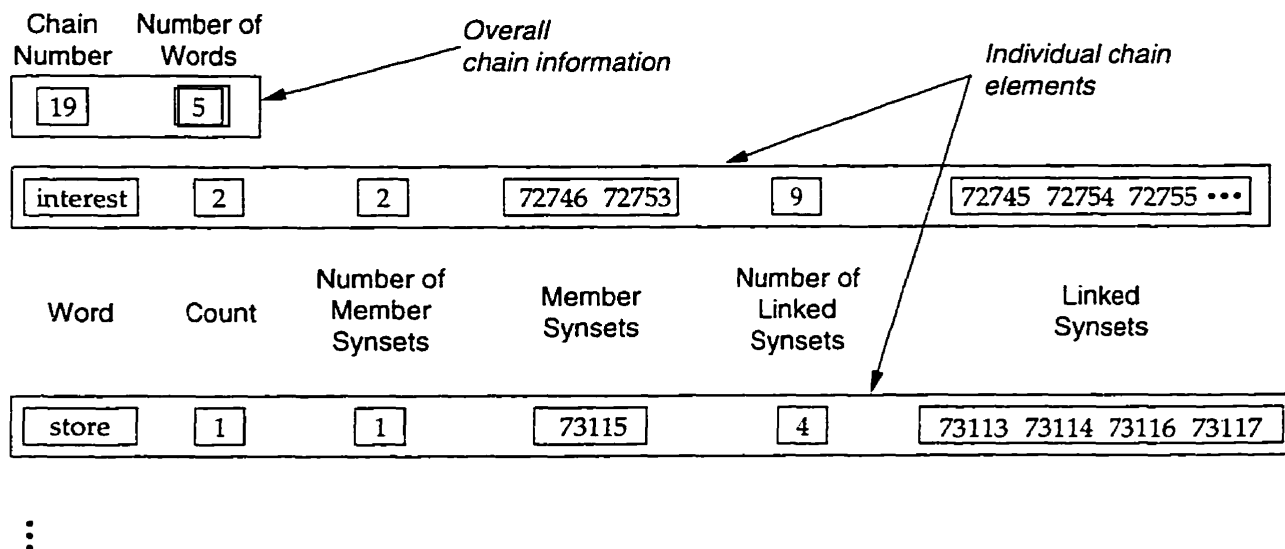 Chain Number of
Number Words
Overall
chain information
Individual chain
elements
19 5
interest 2 2 72746 72753 9 72745 72754 72755 •••
Number of Number of
Word Count Member Member Linked Linked
Synsets Synsets Synsets Synsets
store 1 1 73115 4 73113 73114 73116 73117